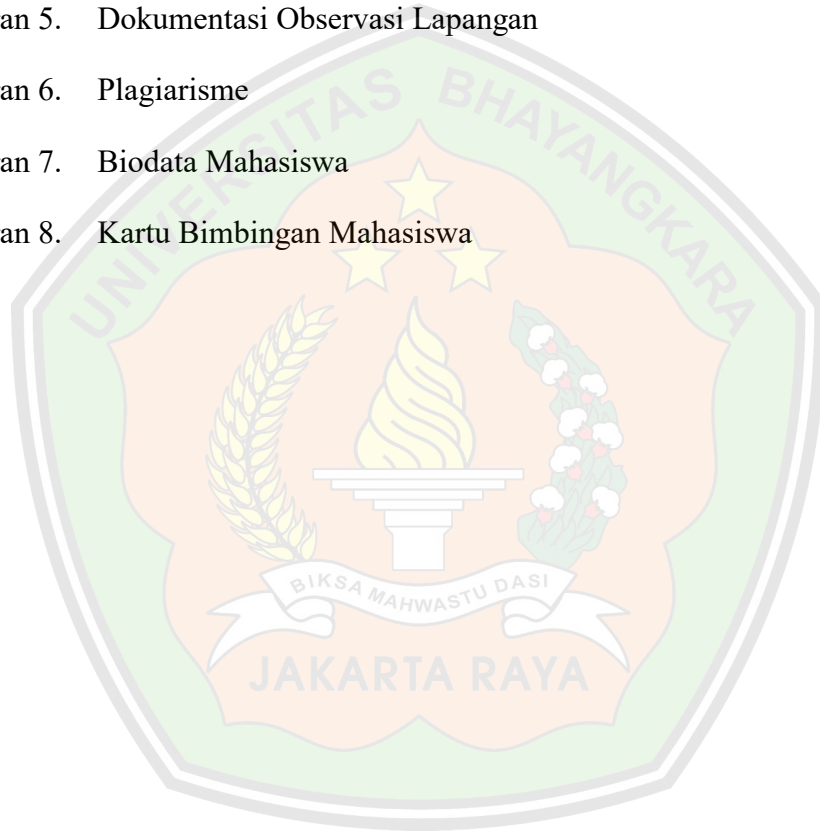 an 5. Dokumentasi Observasi Lapangan
an 6. Plagiarisme
an 7. Biodata Mahasiswa
an 8. Kartu Bimbingan Mahasiswa
UNIVERSITAS BHAYANGKARA
BIKSA MAHWASTU DASI
JAKARTA RAYA